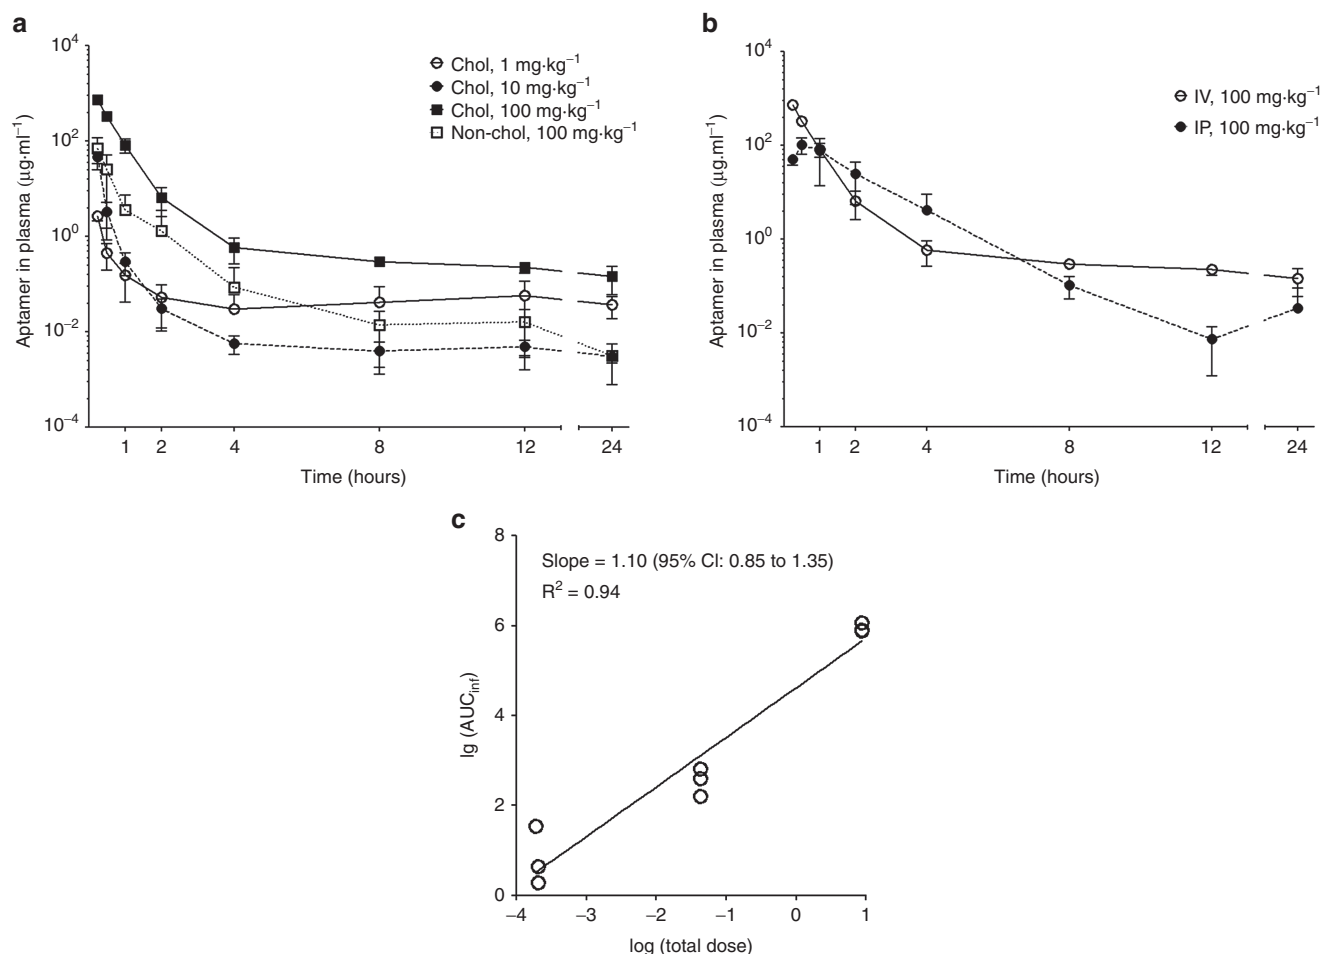 a
Chol, 1 mg·kg⁻¹
Chol, 10 mg·kg⁻¹
Chol, 100 mg·kg⁻¹
Non-chol, 100 mg·kg⁻¹
Aptamer in plasma (µg·ml⁻¹)
10⁴
10²
10⁰
10⁻²
10⁻⁴
1 2 4 8 12 24
Time (hours)
b
IV, 100 mg·kg⁻¹
IP, 100 mg·kg⁻¹
Aptamer in plasma (µg.ml⁻¹)
10⁴
10²
10⁰
10⁻²
10⁻⁴
1 2 4 8 12 24
Time (hours)
c
Slope = 1.10 (95% CI: 0.85 to 1.35)
R² = 0.94
lg (AUCinf)
8
6
4
2
0
−4 −3 −2 −1 0 1
log (total dose)